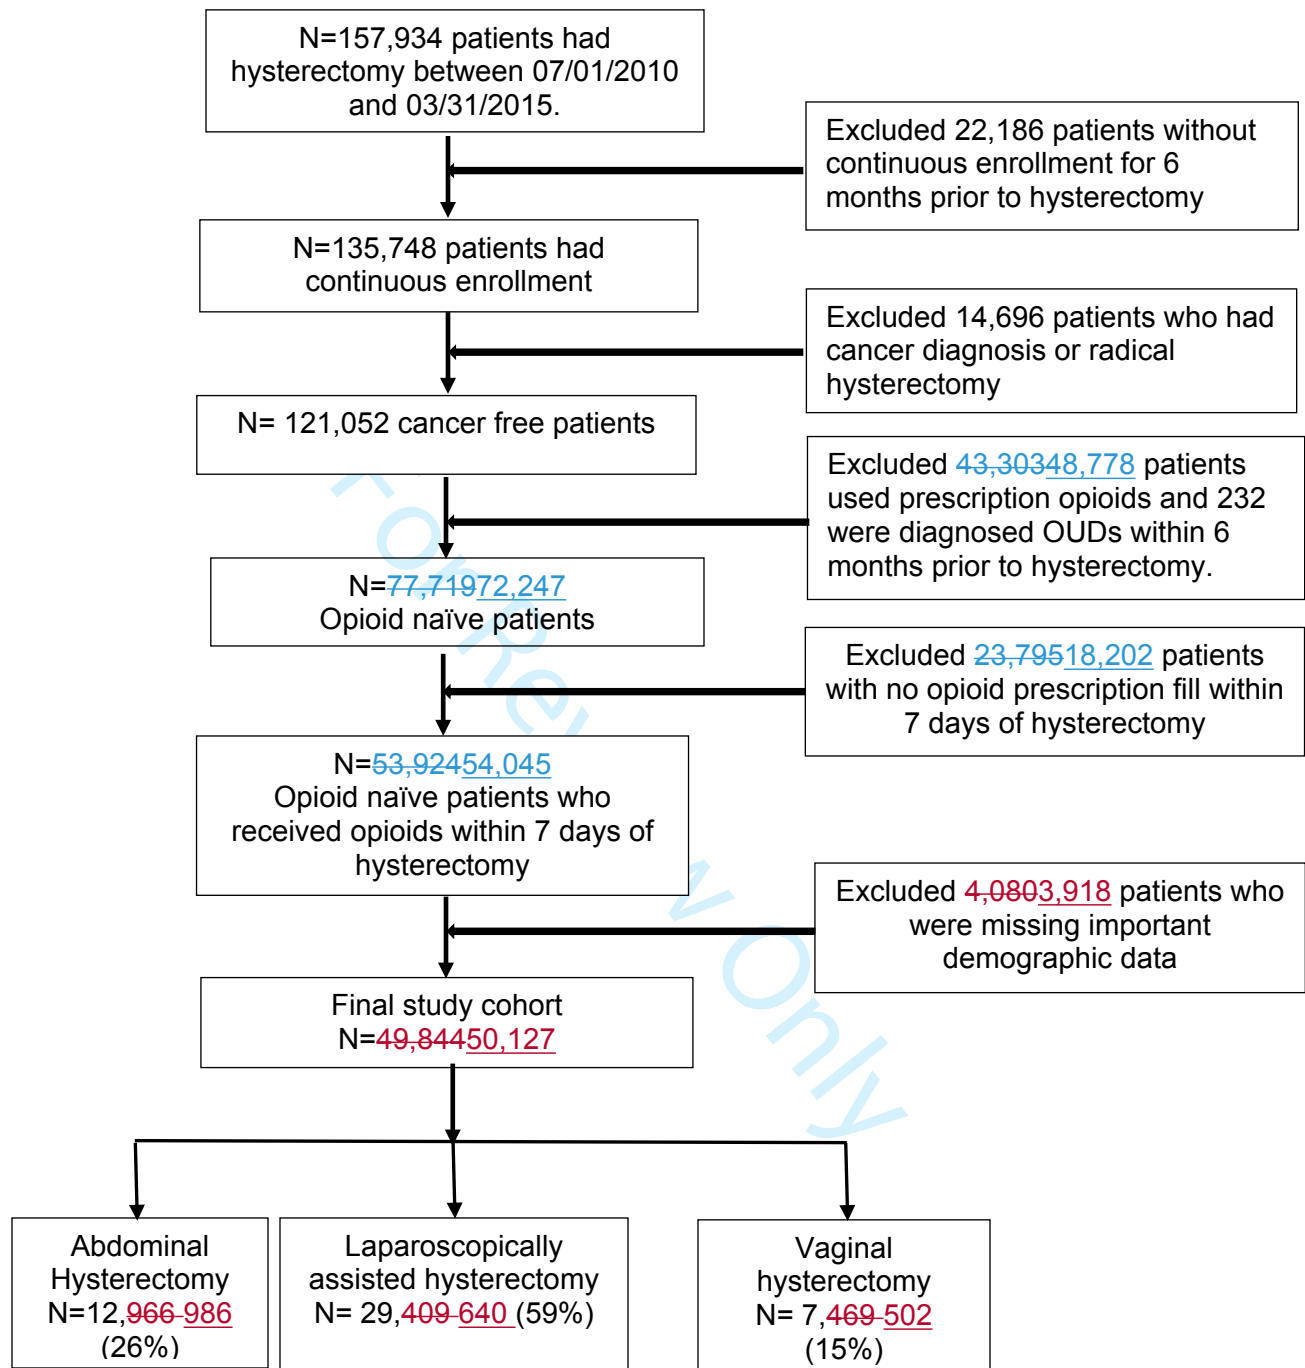 N=157,934 patients had
hysterectomy between 07/01/2010
and 03/31/2015.
Excluded 22,186 patients without
continuous enrollment for 6
months prior to hysterectomy
N=135,748 patients had
continuous enrollment
Excluded 14,696 patients who had
cancer diagnosis or radical
hysterectomy
N= 121,052 cancer free patients
Excluded 43,30348,778 patients
used prescription opioids and 232
were diagnosed OUDs within 6
months prior to hysterectomy.
N=77,71972,247
Opioid naïve patients
Excluded 23,79518,202 patients
with no opioid prescription fill within
7 days of hysterectomy
N=53,92454,045
Opioid naïve patients who
received opioids within 7 days of
hysterectomy
Excluded 4,0803,918 patients who
were missing important
demographic data
Final study cohort
N=49,84450,127
Abdominal
Hysterectomy
N=12,966 986
(26%)
Laparoscopically
assisted hysterectomy
N= 29,409 640 (59%)
Vaginal
hysterectomy
N= 7,469 502
(15%)
For Review Only